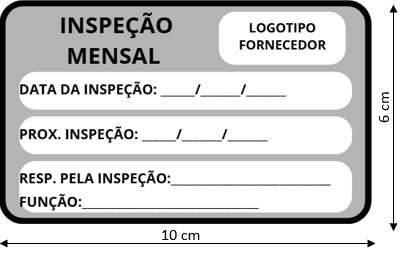 INSPEÇÃO
MENSAL
LOGOTIPO
FORNECEDOR
DATA DA INSPEÇÃO: _____/______/______
PROX. INSPEÇÃO: _____/______/______
RESP. PELA INSPEÇÃO:________________________
FUNÇÃO:___________________________
6 cm
10 cm